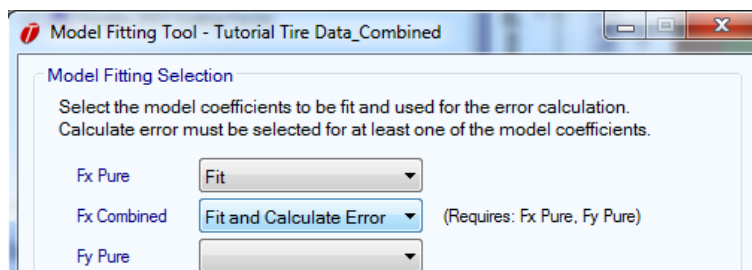 Model Fitting Tool - Tutorial Tire Data_Combined
Model Fitting Selection
Select the model coefficients to be fit and used for the error calculation.
Calculate error must be selected for at least one of the model coefficients.
Fx Pure Fit
Fx Combined Fit and Calculate Error (Requires: Fx Pure, Fy Pure)
Fy Pure